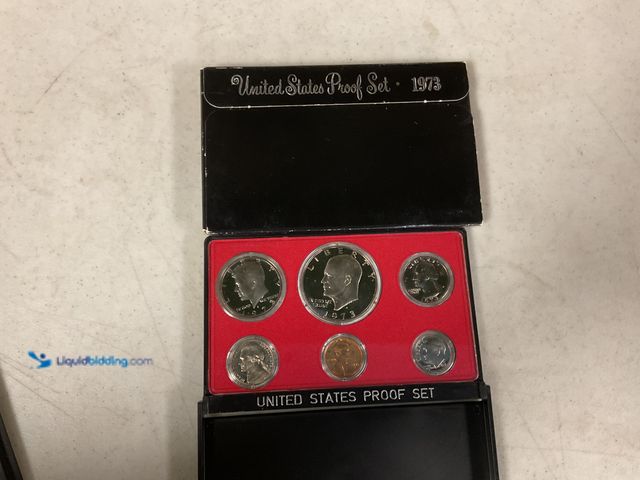 United States Proof Set · 1973
LIBERTY
1973
UNITED STATES PROOF SET
Liquidbidding.com